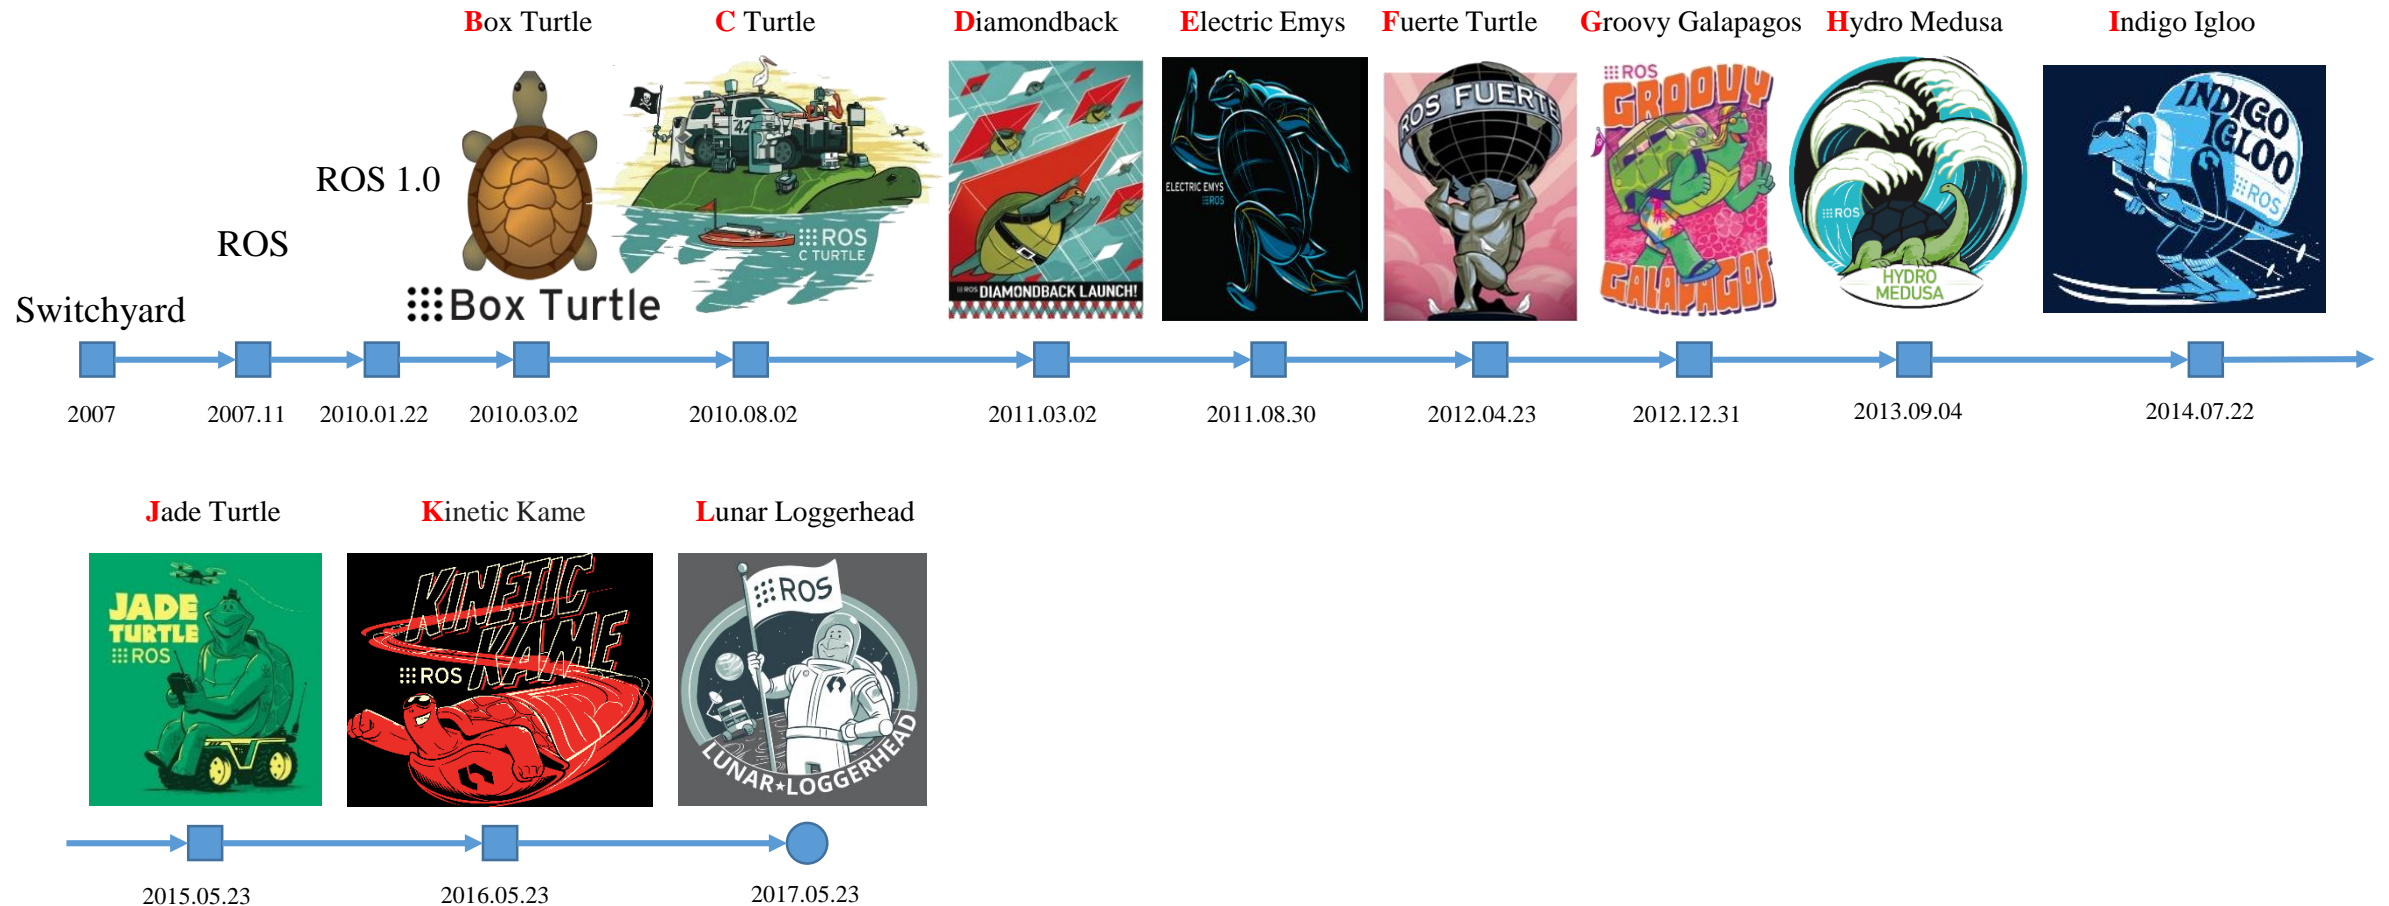 Box Turtle
C Turtle
Diamondback
Electric Emys
Fuerte Turtle
Groovy Galapagos
Hydro Medusa
Indigo Igloo
Switchyard
ROS
ROS 1.0
Box Turtle
42
ROS
C TURTLE
ROS DIAMONDBACK LAUNCH!
ELECTRIC EMYS
ROS
ROS FUERTE
ROS
GROOVY
GALAPAGOS
ROS
HYDRO
MEDUSA
INDIGO
IGLOO
ROS
2007
2007.11
2010.01.22
2010.03.02
2010.08.02
2011.03.02
2011.08.30
2012.04.23
2012.12.31
2013.09.04
2014.07.22
Jade Turtle
Kinetic Kame
Lunar Loggerhead
JADE
TURTLE
ROS
KINETIC
KAME
ROS
ROS
LUNAR★LOGGERHEAD
2015.05.23
2016.05.23
2017.05.23